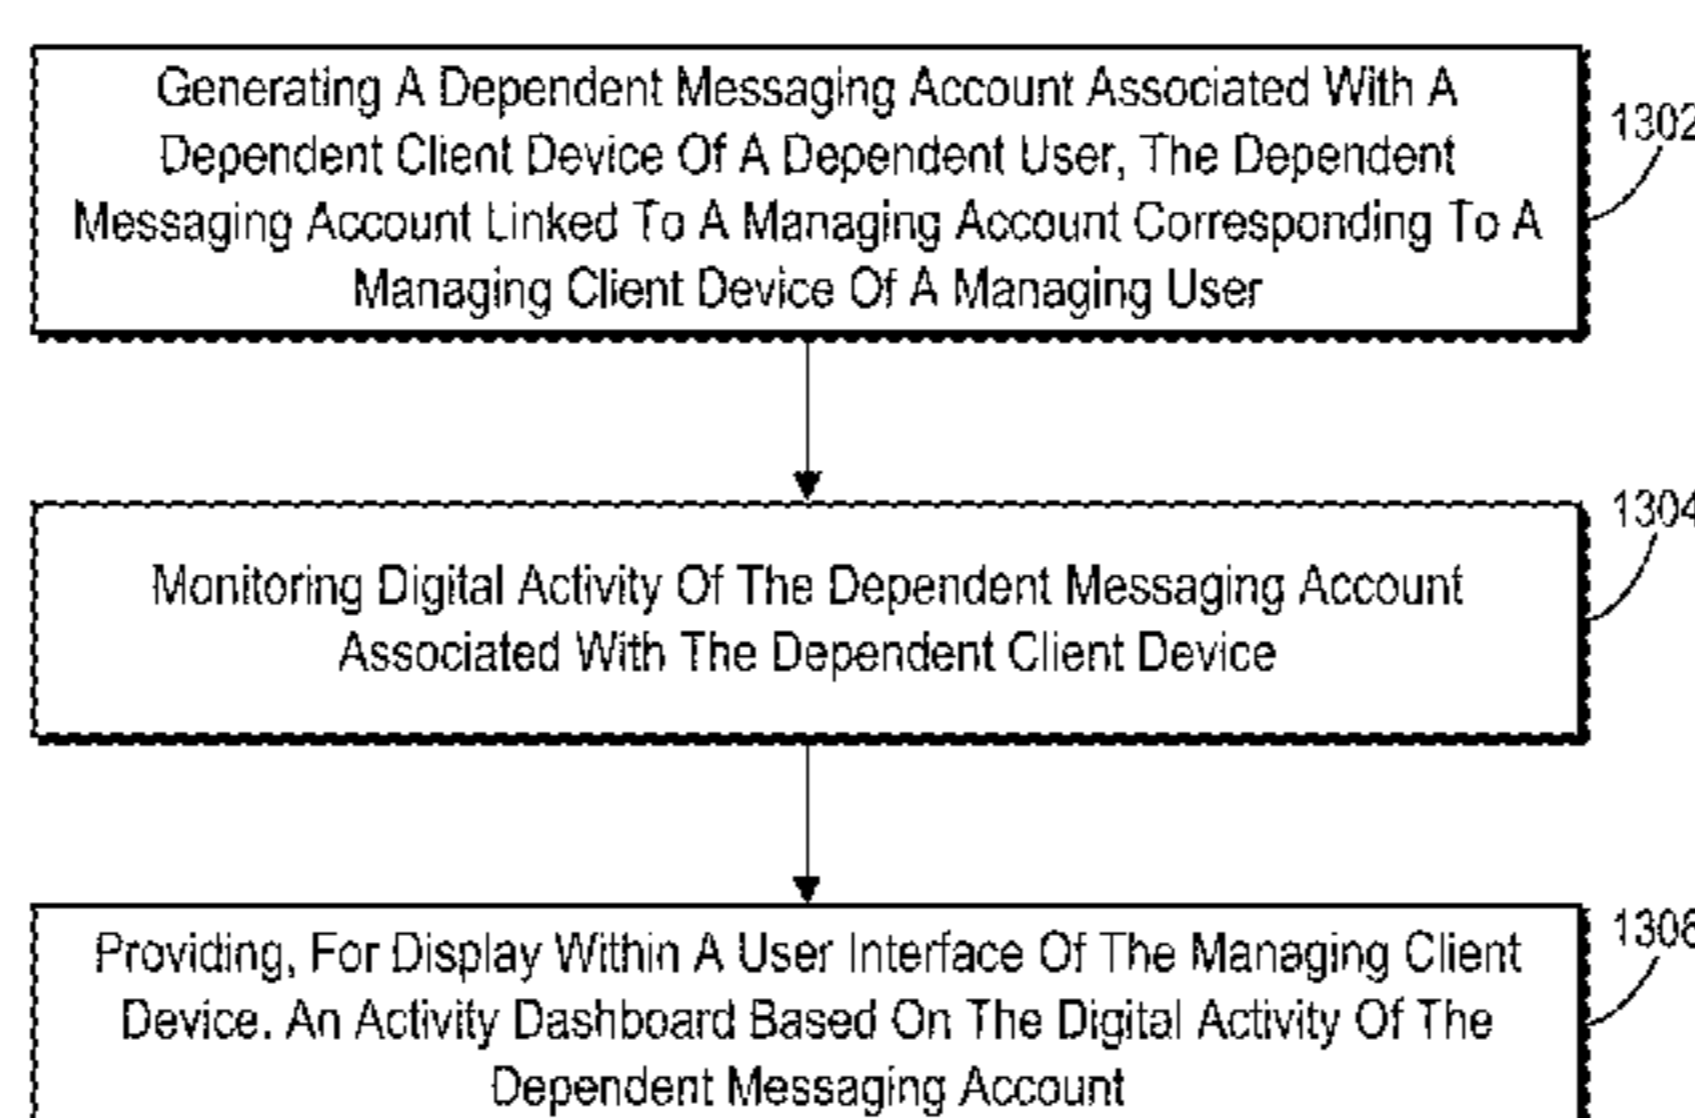 Generating A Dependent Messaging Account Associated With A
1302
Dependent Client Device Of A Dependent User, The Dependent
Messaging Account Linked To A Managing Account Corresponding To A
Managing Client Device Of A Managing User
1304
Monitoring Digital Activity Of The Dependent Messaging Account
Associated With The Dependent Client Device
1306
Providing, For Display Within A User Interface Of The Managing Client
Device. An Activity Dashboard Based On The Digital Activity Of The
Dependent Messaging Account